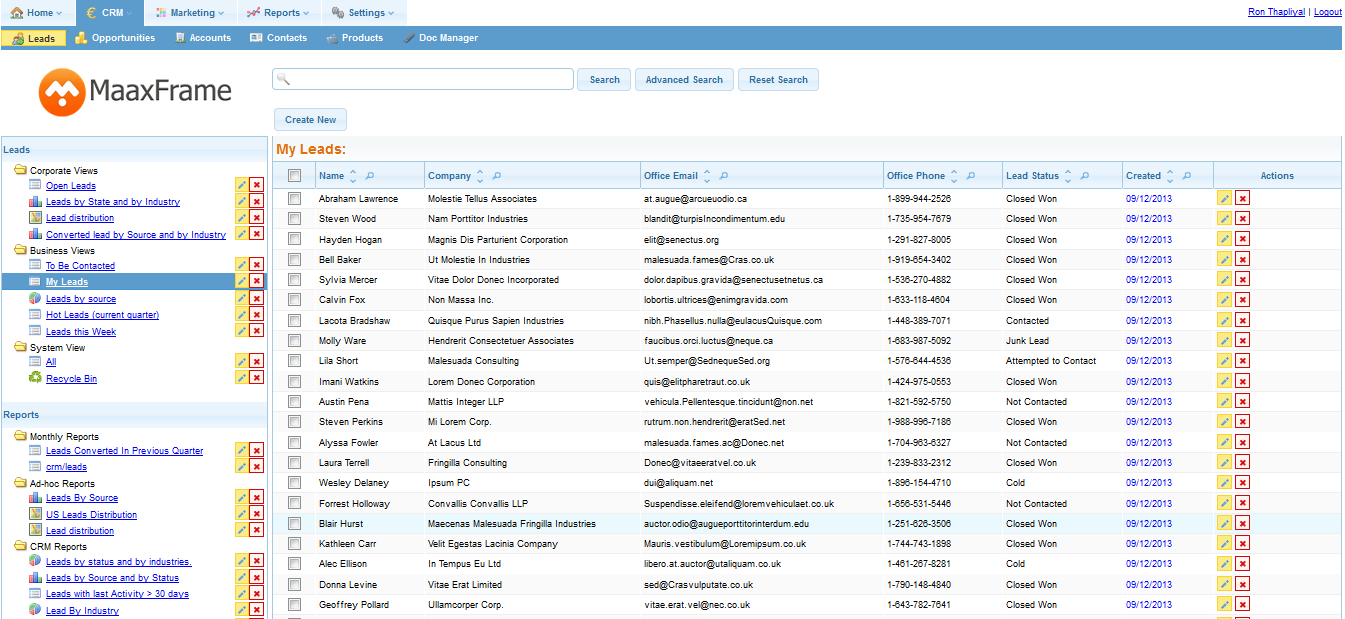 Home CRM Marketing Reports Settings Ron Thapliyal | Logout
Leads Opportunities Accounts Contacts Products Doc Manager
MaaxFrame
Search Advanced Search Reset Search
Create New
Leads
Corporate Views
Open Leads
Leads by State and by Industry
Lead distribution
Converted lead by Source and by Industry
Business Views
To Be Contacted
My Leads
Leads by source
Hot Leads (current quarter)
Leads this Week
System View
All
Recycle Bin
Reports
Monthly Reports
Leads Converted In Previous Quarter
crm/leads
Ad-hoc Reports
Leads By Source
US Leads Distribution
Lead distribution
CRM Reports
Leads by status and by industries.
Leads by Source and by Status
Leads with last Activity > 30 days
Lead By Industry
My Leads:
Name Company Office Email Office Phone Lead Status Created Actions
Abraham Lawrence Molestie Tellus Associates at.augue@arcueuodio.ca 1-899-944-2526 Closed Won 09/12/2013
Steven Wood Nam Porttitor Industries blandit@turpisIncondimentum.edu 1-735-954-7679 Closed Won 09/12/2013
Hayden Hogan Magnis Dis Parturient Corporation elit@senectus.org 1-291-827-8005 Closed Won 09/12/2013
Bell Baker Ut Molestie In Industries malesuada.fames@Cras.co.uk 1-919-654-3402 Closed Won 09/12/2013
Sylvia Mercer Vitae Dolor Donec Incorporated dolor.dapibus.gravida@senectusetnetus.ca 1-536-270-4882 Closed Won 09/12/2013
Calvin Fox Non Massa Inc. lobortis.ultrices@enimgravida.com 1-633-118-4604 Closed Won 09/12/2013
Lacota Bradshaw Quisque Purus Sapien Industries nibh.Phasellus.nulla@eulacusQuisque.com 1-448-389-7071 Contacted 09/12/2013
Molly Ware Hendrerit Consectetuer Associates faucibus.orci.luctus@neque.ca 1-683-987-5092 Junk Lead 09/12/2013
Lila Short Malesuada Consulting Ut.semper@SednequeSed.org 1-576-644-4536 Attempted to Contact 09/12/2013
Imani Watkins Lorem Donec Corporation quis@elitpharetraut.co.uk 1-424-975-0553 Closed Won 09/12/2013
Austin Pena Mattis Integer LLP vehicula.Pellentesque.tincidunt@non.net 1-821-592-5750 Not Contacted 09/12/2013
Steven Perkins Mi Lorem Corp. rutrum.non.hendrerit@eratSed.net 1-988-996-7186 Closed Won 09/12/2013
Alyssa Fowler At Lacus Ltd malesuada.fames.ac@Donec.net 1-704-963-6327 Not Contacted 09/12/2013
Laura Terrell Fringilla Consulting Donec@vitaeeratvel.co.uk 1-239-833-2312 Closed Won 09/12/2013
Wesley Delaney Ipsum PC dui@aliquam.net 1-896-154-4710 Cold 09/12/2013
Forrest Holloway Convallis Convallis LLP Suspendisse.eleifend@loremvehiculaet.co.uk 1-656-531-5446 Not Contacted 09/12/2013
Blair Hurst Maecenas Malesuada Fringilla Industries auctor.odio@augueporttitorinterdum.edu 1-251-626-3506 Closed Won 09/12/2013
Kathleen Carr Velit Egestas Lacinia Company Mauris.vestibulum@Loremipsum.co.uk 1-744-743-1898 Closed Won 09/12/2013
Alec Ellison In Tempus Eu Ltd libero.at.auctor@utaliquam.co.uk 1-461-267-8281 Cold 09/12/2013
Donna Levine Vitae Erat Limited sed@Crasvulputate.co.uk 1-790-148-4840 Closed Won 09/12/2013
Geoffrey Pollard Ullamcorper Corp. vitae.erat.vel@nec.co.uk 1-643-782-7641 Closed Won 09/12/2013